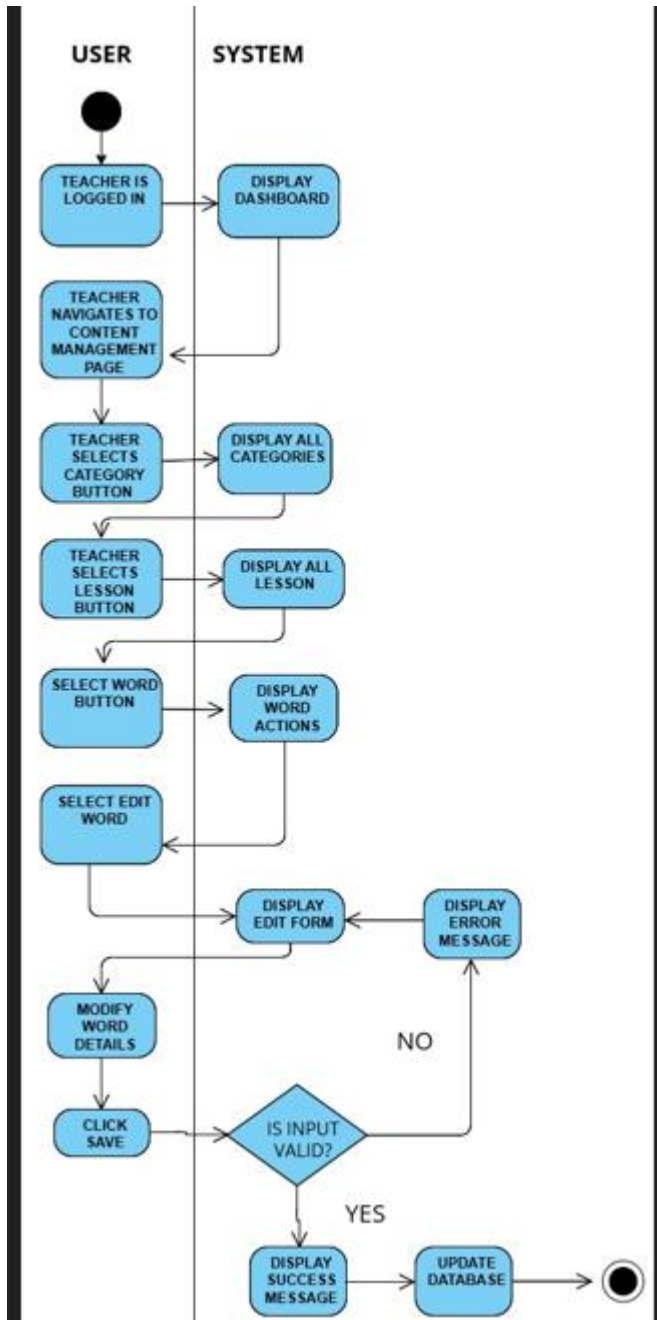 USER
SYSTEM
TEACHER IS
LOGGED IN
DISPLAY
DASHBOARD
TEACHER
NAVIGATES TO
CONTENT
MANAGEMENT
PAGE
TEACHER
SELECTS
CATEGORY
BUTTON
DISPLAY ALL
CATEGORIES
TEACHER
SELECTS
LESSON
BUTTON
DISPLAY ALL
LESSON
SELECT WORD
BUTTON
DISPLAY
WORD
ACTIONS
SELECT EDIT
WORD
DISPLAY
EDIT FORM
DISPLAY
ERROR
MESSAGE
MODIFY
WORD
DETAILS
NO
CLICK
SAVE
IS INPUT
VALID?
YES
DISPLAY
SUCCESS
MESSAGE
UPDATE
DATABASE